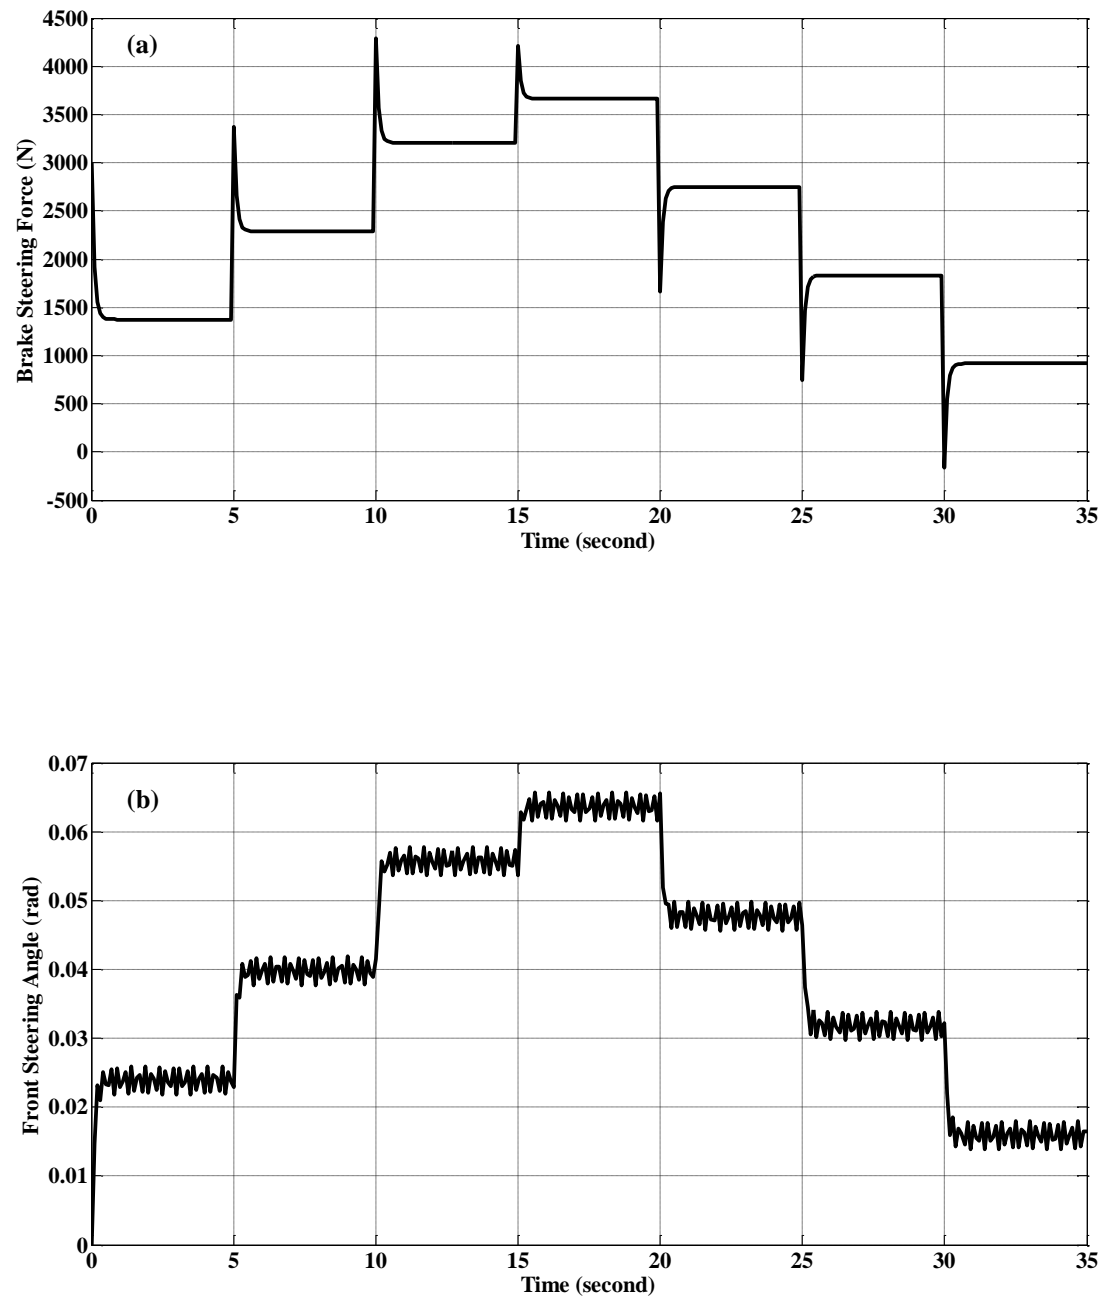 4500
(a)
4000
3500
3000
2500
2000
1500
1000
500
0
-500
Brake Steering Force (N)
0 5 10 15 20 25 30 35
Time (second)
0.07
(b)
0.06
0.05
0.04
0.03
0.02
0.01
0
Front Steering Angle (rad)
0 5 10 15 20 25 30 35
Time (second)